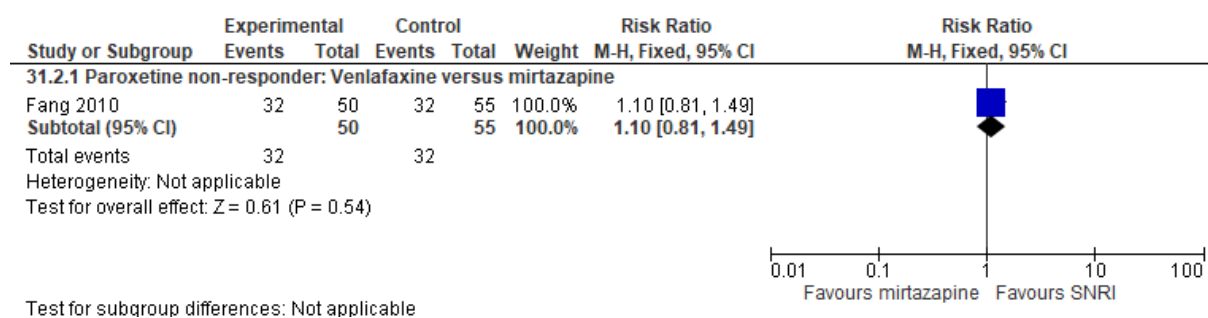 Experimental Control Risk Ratio Risk Ratio
Study or Subgroup Events Total Events Total Weight M-H, Fixed, 95% CI M-H, Fixed, 95% CI
31.2.1 Paroxetine non-responder: Venlafaxine versus mirtazapine
Fang 2010 32 50 32 55 100.0% 1.10 [0.81, 1.49]
Subtotal (95% CI) 50 55 100.0% 1.10 [0.81, 1.49]
Total events 32 32
Heterogeneity: Not applicable
Test for overall effect: Z = 0.61 (P = 0.54)
0.01 0.1 1 10 100
Favours mirtazapine Favours SNRI
Test for subgroup differences: Not applicable